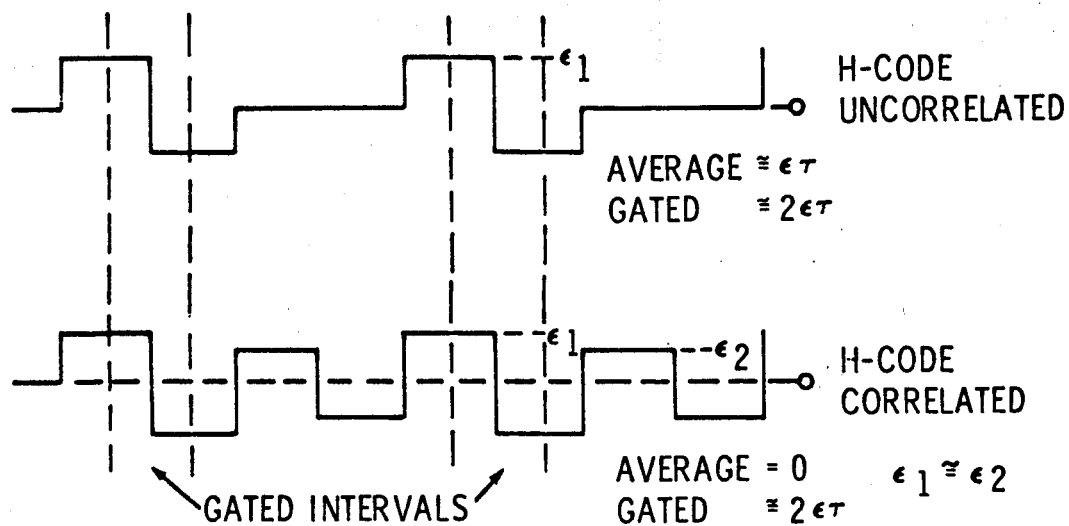 ϵ1
H-CODE
UNCORRELATED
AVERAGE ≅ ϵτ
GATED ≅ 2ϵτ
ϵ1
ϵ2
H-CODE
CORRELATED
GATED INTERVALS
AVERAGE = 0 ϵ1 ≅ ϵ2
GATED ≅ 2ϵτ